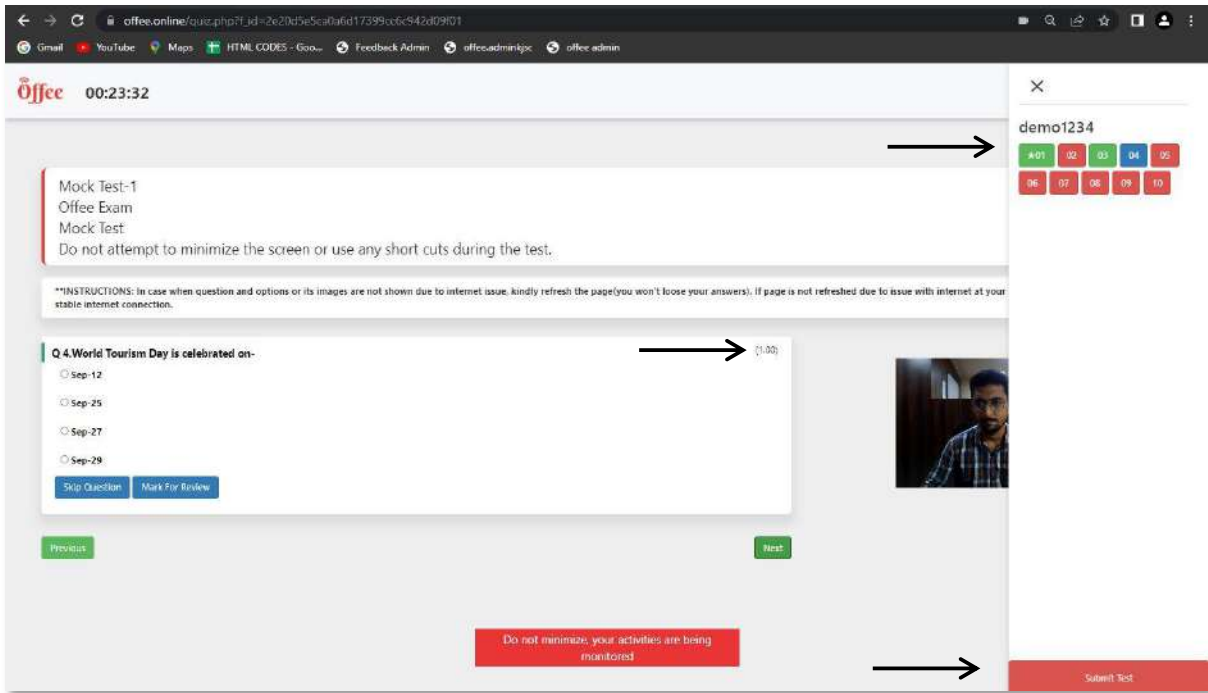 offee.online/quiz.php?f_id=2e20d5e5ca0a6d17399cc6c942d09f01
Gmail YouTube Maps HTML CODES - Goo... Feedback Admin offee.adminkjsc offee admin
Offee 00:23:32
demo1234
★01 02 03 04 05
06 07 08 09 10
Mock Test-1
Offee Exam
Mock Test
Do not attempt to minimize the screen or use any short cuts during the test.
**INSTRUCTIONS: In case when question and options or its images are not shown due to internet issue, kindly refresh the page(you won't loose your answers). If page is not refreshed due to issue with internet at your
stable internet connection.
Q 4.World Tourism Day is celebrated on-
(1.00)
Sep-12
Sep-25
Sep-27
Sep-29
Skip Question Mark For Review
Previous Next
Do not minimize, your activities are being
monitored
Submit Test